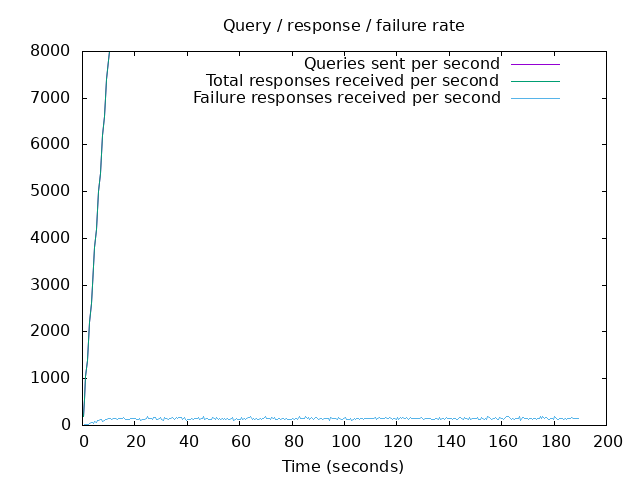 Query / response / failure rate
8000
7000
6000
5000
4000
3000
2000
1000
0
Queries sent per second
Total responses received per second
Failure responses received per second
0 20 40 60 80 100 120 140 160 180 200
Time (seconds)